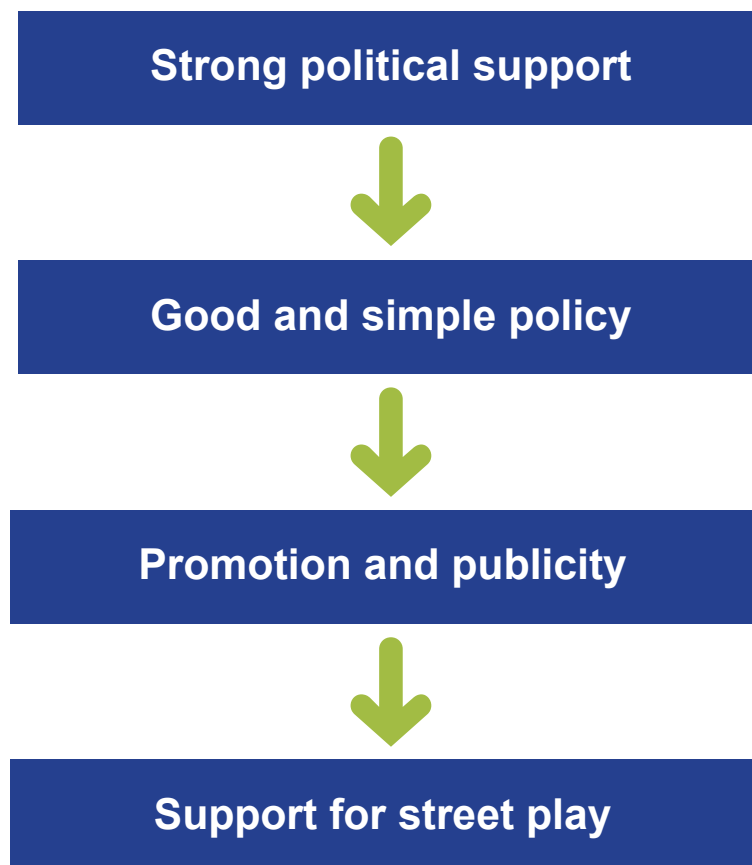 Strong political support
Good and simple policy
Promotion and publicity
Support for street play